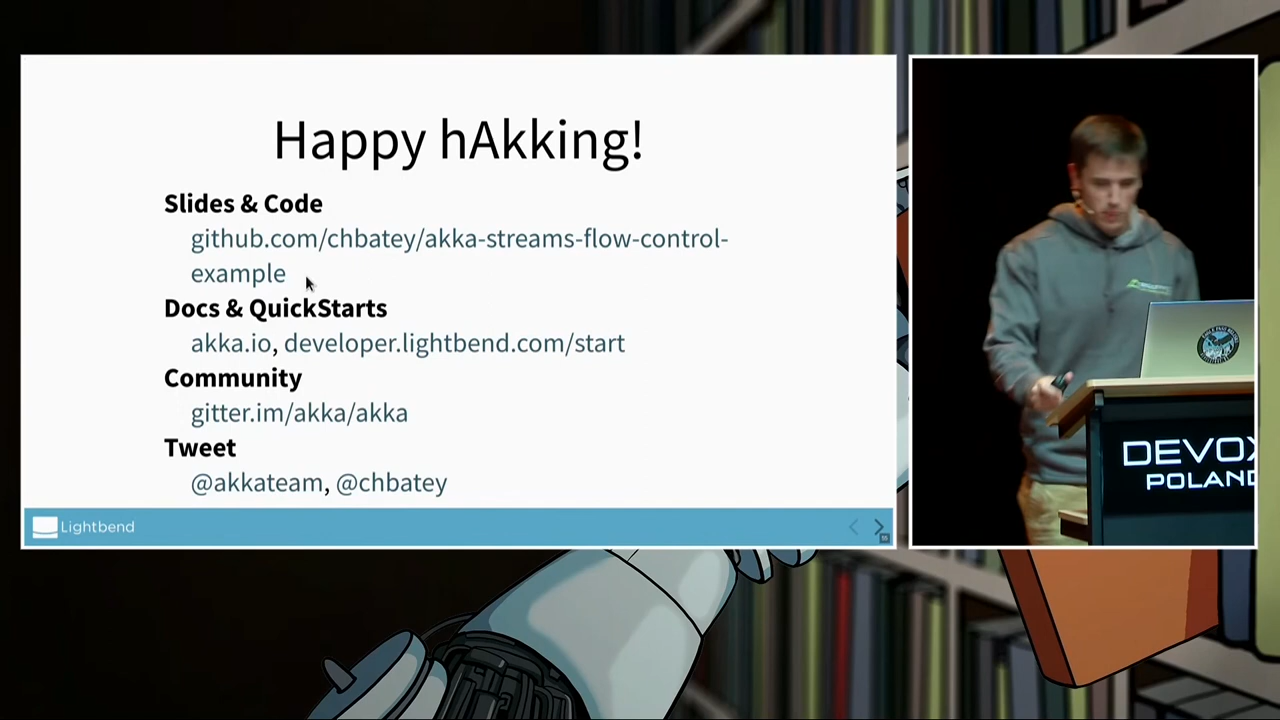 Happy hAkking!
Slides & Code
github.com/chbatey/akka-streams-flow-control-
example
Docs & QuickStarts
akka.io, developer.lightbend.com/start
Community
gitter.im/akka/akka
Tweet
@akkateam, @chbatey
Lightbend
DEVOX
POLAND